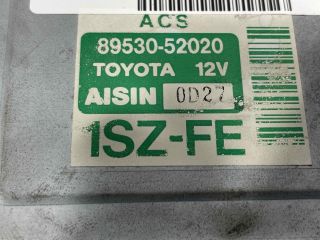 ACS
89530-52020
TOYOTA 12V
AISIN 0D27
1SZ-FE